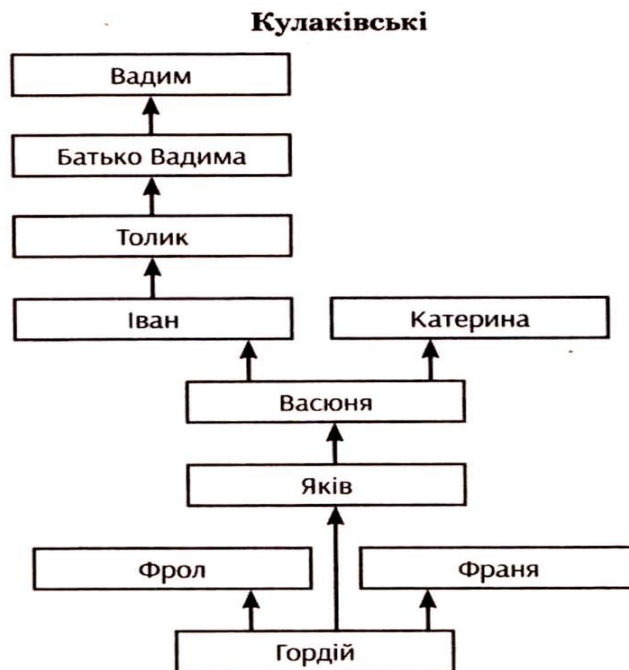 Кулаківські
Вадим
Батько Вадима
Толик
Іван
Катерина
Васюня
Яків
Фрол
Франя
Гордій